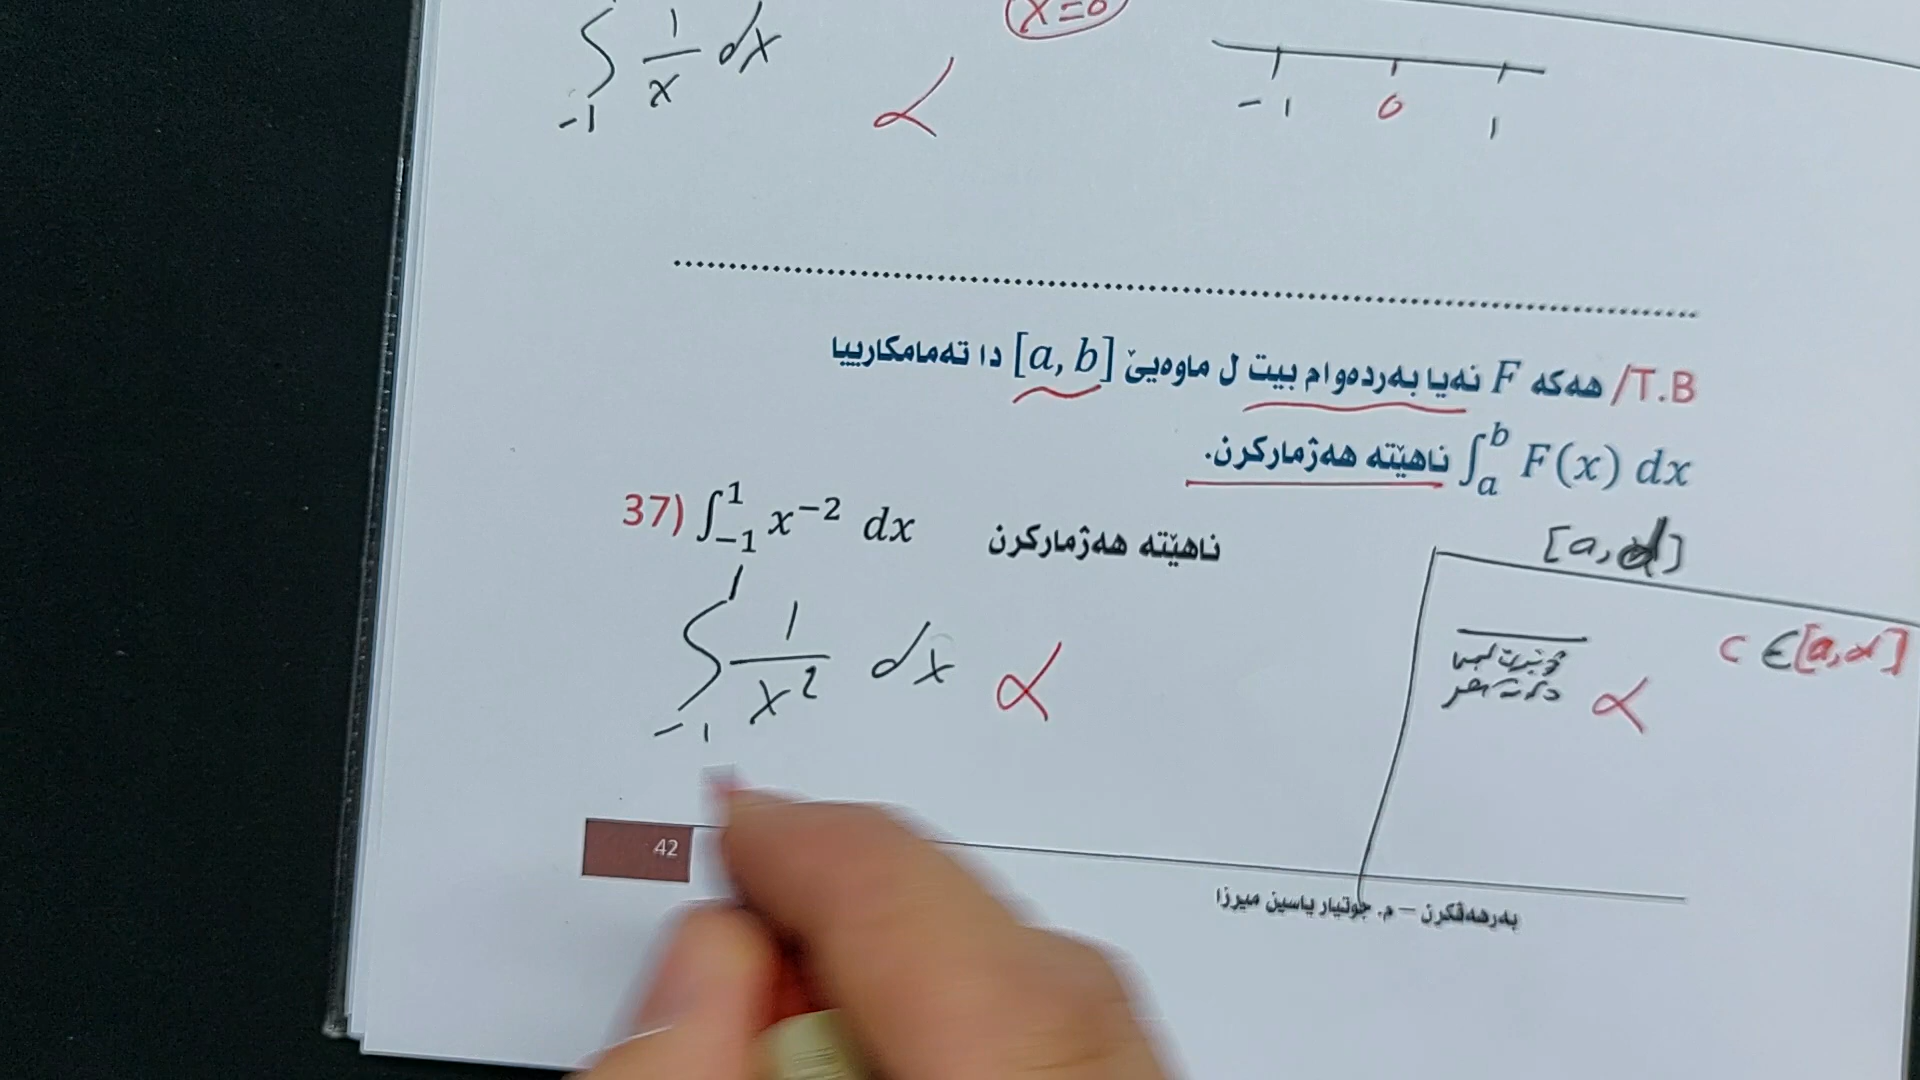 ∫₋₁ 1/x dx
x=0
-1 0 1
T.B/ هەکە F نەیا بەردەوام بیت ل ماوەیێ [a, b] دا تەمامکارییا
∫ₐᵇ F(x) dx ناهێتە هەژمارکرن.
37) ∫₋₁¹ x⁻² dx ناهێتە هەژمارکرن
∫₋₁¹ 1/x² dx
c ∈
42
بەرهەڤکرن – م. جوتیار یاسین میرزا